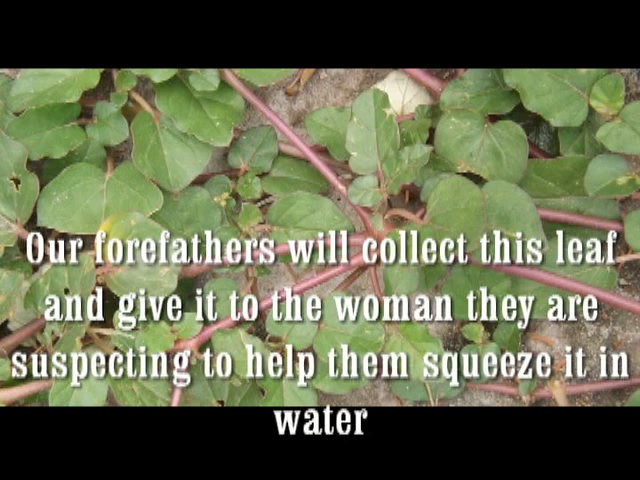 Our forefathers will collect this leaf
and give it to the woman they are
suspecting to help them squeeze it in
water